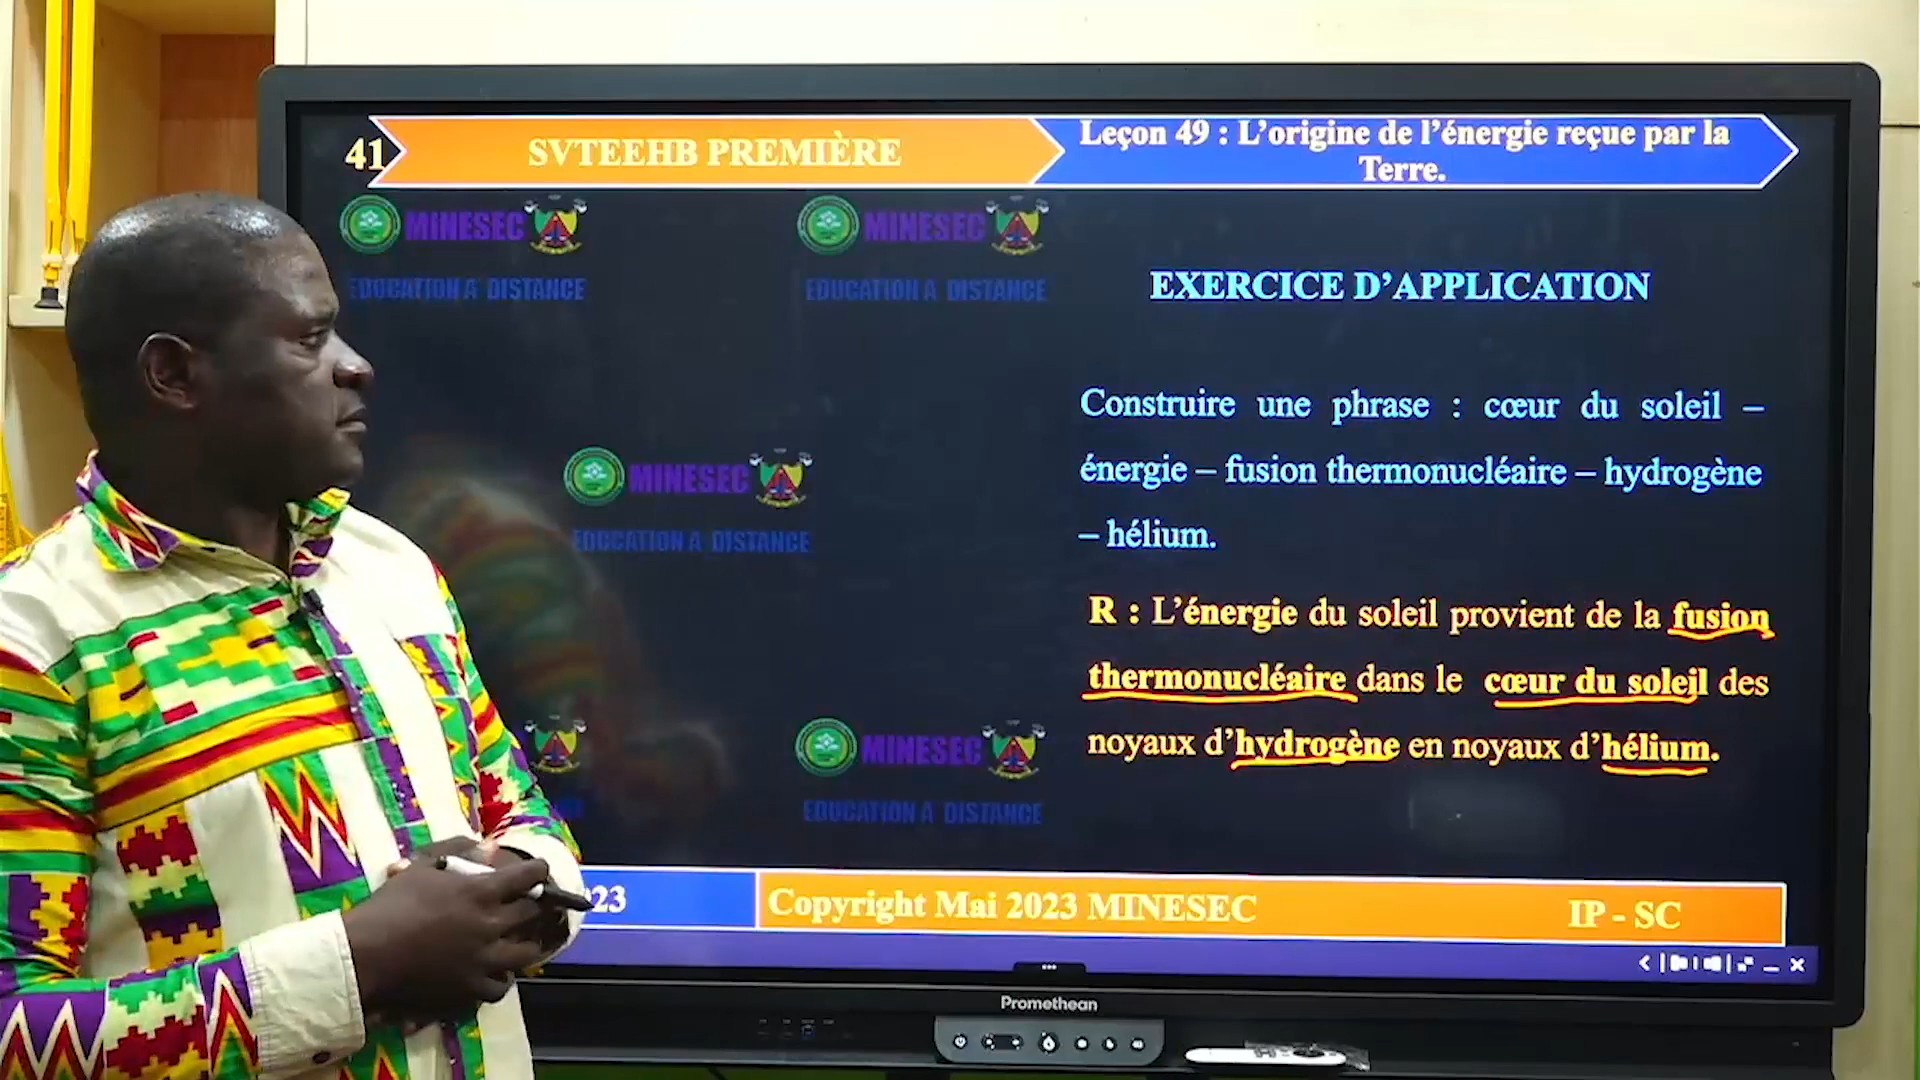 41
SVTEEHB PREMIÈRE
Leçon 49 : L’origine de l’énergie reçue par la
Terre.
MINESEC
EDUCATION A DISTANCE
MINESEC
EDUCATION A DISTANCE
EXERCICE D’APPLICATION
Construire une phrase : cœur du soleil –
énergie – fusion thermonucléaire – hydrogène
– hélium.
MINESEC
EDUCATION A DISTANCE
R : L’énergie du soleil provient de la fusion
thermonucléaire dans le cœur du soleil des
noyaux d’hydrogène en noyaux d’hélium.
MINESEC
EDUCATION A DISTANCE
23
Copyright Mai 2023 MINESEC
IP - SC
Promethean